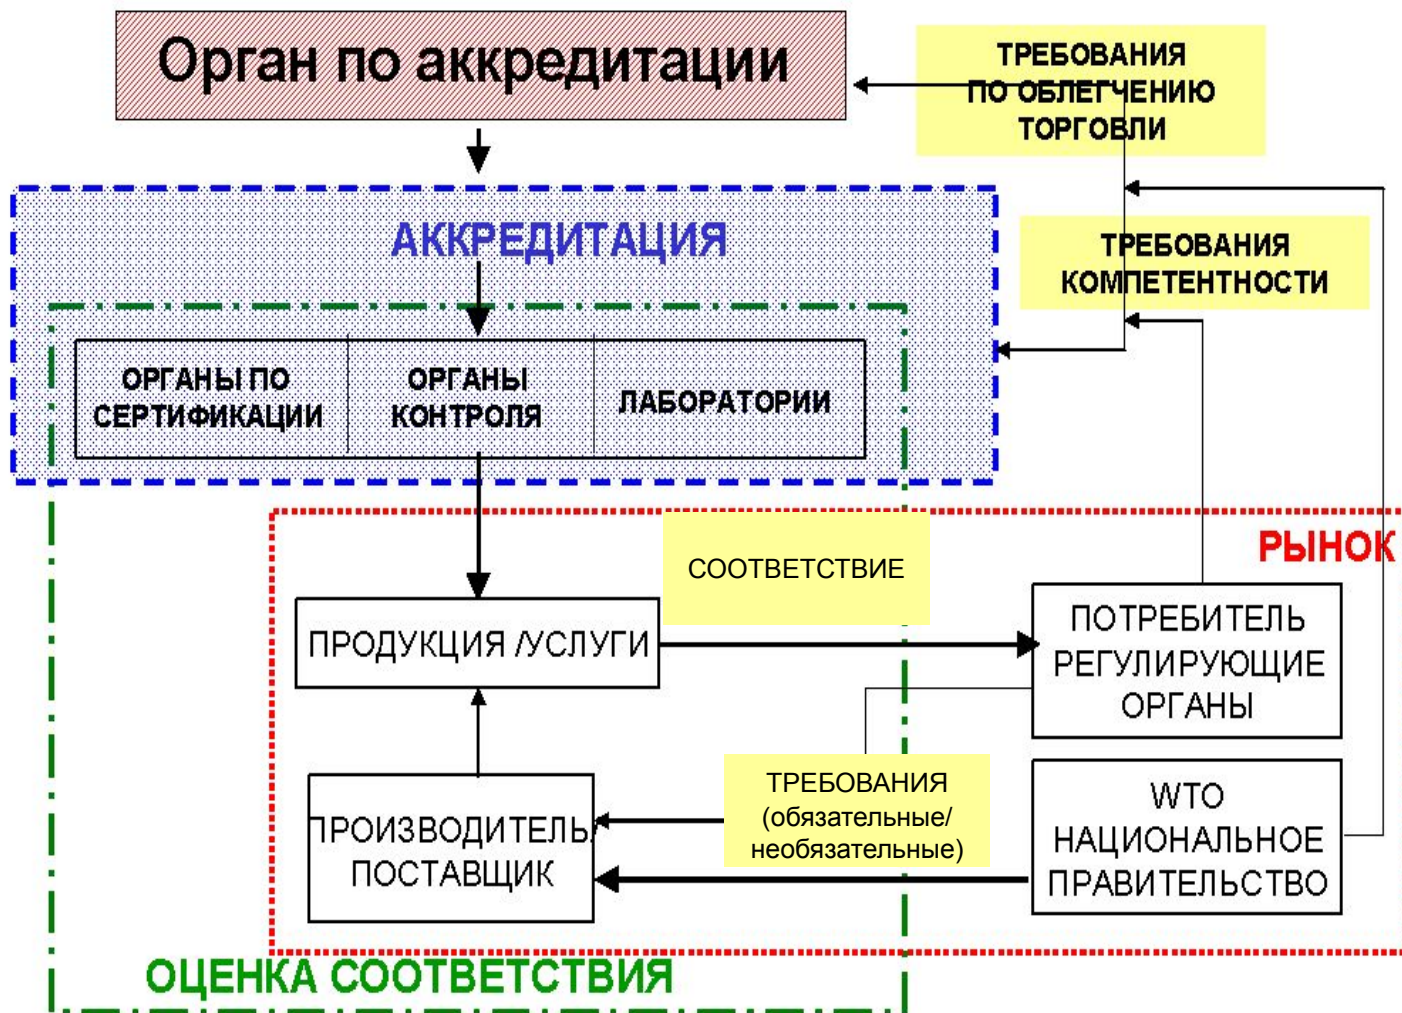 Орган по аккредитации
ТРЕБОВАНИЯ
ПО ОБЛЕГЧЕНИЮ
ТОРГОВЛИ
АККРЕДИТАЦИЯ
ТРЕБОВАНИЯ
КОМПЕТЕНТНОСТИ
ОРГАНЫ ПО
СЕРТИФИКАЦИИ
ОРГАНЫ
КОНТРОЛЯ
ЛАБОРАТОРИИ
РЫНОК
СООТВЕТСТВИЕ
ПРОДУКЦИЯ /УСЛУГИ
ПОТРЕБИТЕЛЬ
РЕГУЛИРУЮЩИЕ
ОРГАНЫ
ТРЕБОВАНИЯ
(обязательные/
необязательные)
ПРОИЗВОДИТЕЛЬ/
ПОСТАВЩИК
WTO
НАЦИОНАЛЬНОЕ
ПРАВИТЕЛЬСТВО
ОЦЕНКА СООТВЕТСТВИЯ